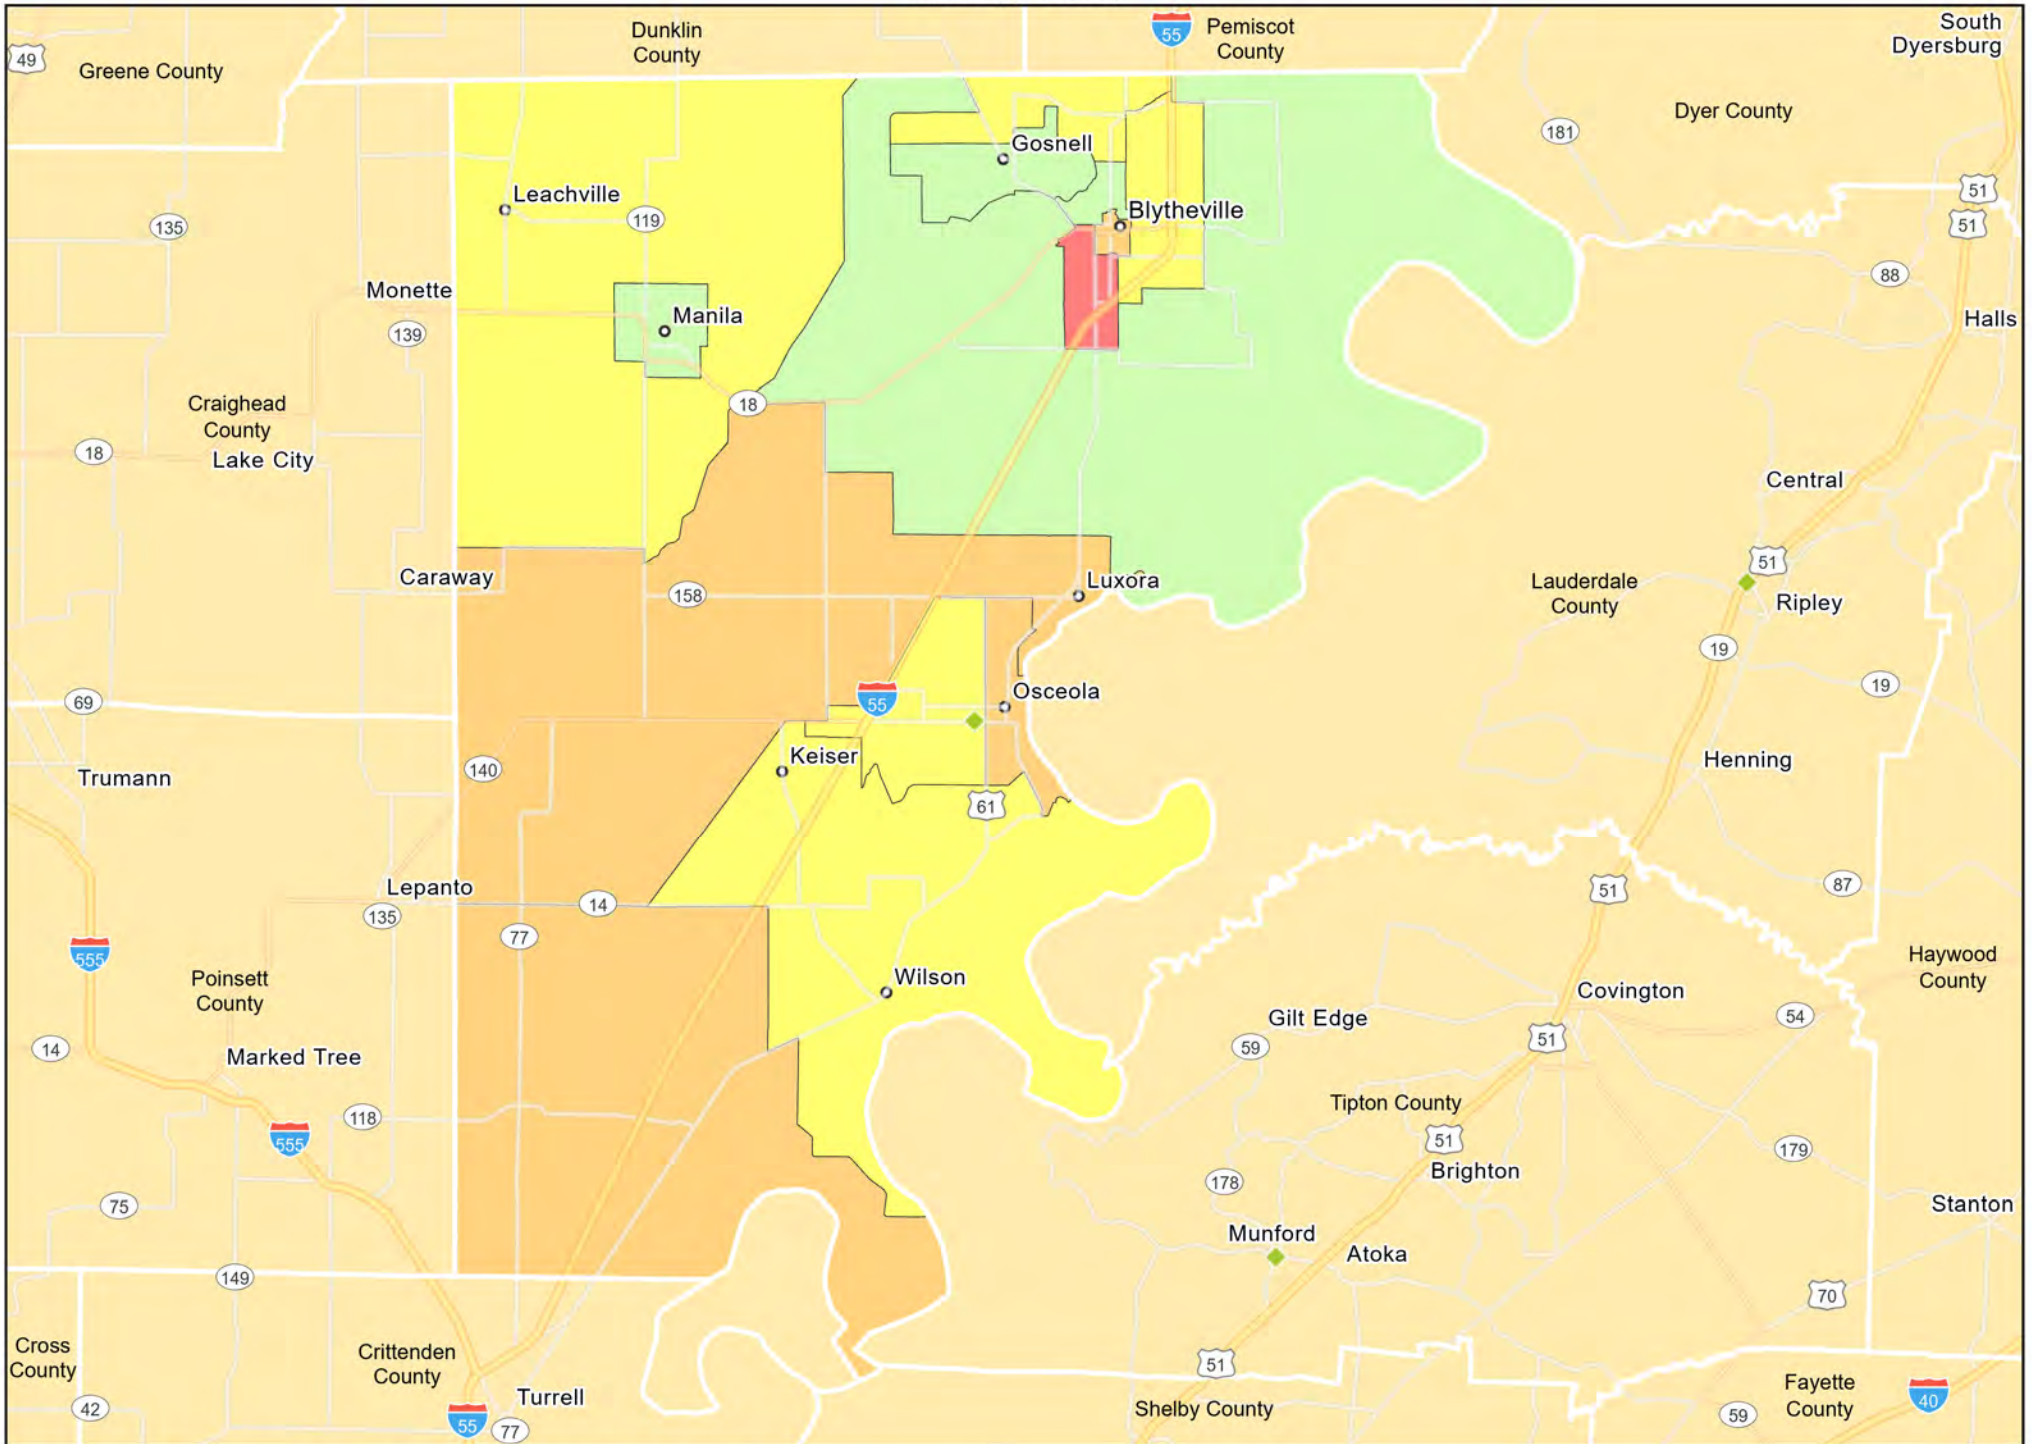 South
Dyersburg
Dunklin
County
55
Pemiscot
County
49
Greene County
Dyer County
181
Gosnell
Leachville
51
119
Blytheville
135
51
88
Monette
Manila
139
Halls
18
Craighead
County
18
Lake City
Central
51
Caraway
158
Luxora
Lauderdale
County
Ripley
19
69
55
Osceola
19
Keiser
140
Trumann
61
Henning
Lepanto
14
51
87
135
77
555
Poinsett
County
Wilson
Haywood
County
Covington
Gilt Edge
54
14
Marked Tree
59
51
118
Tipton County
555
51
179
Brighton
178
75
Stanton
Munford
Atoka
149
70
Cross
County
Crittenden
County
51
Turrell
Fayette
County
40
42
55
77
Shelby County
59